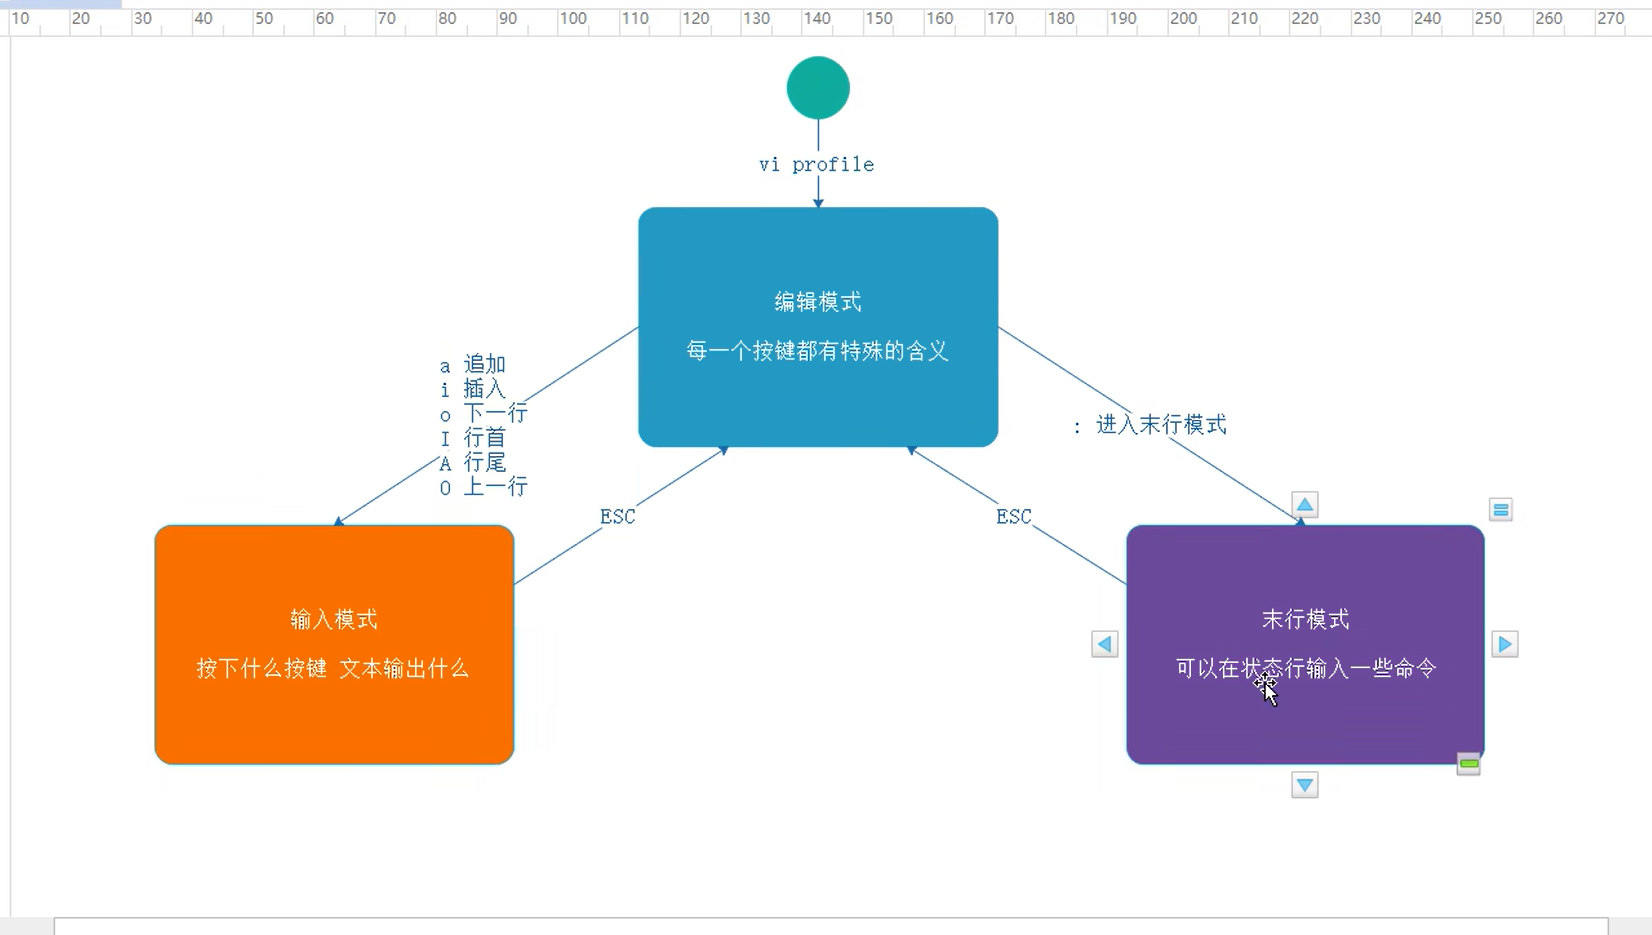 10 20 30 40 50 60 70 80 90 100 110 120 130 140 150 160 170 180 190 200 210 220 230 240 250 260 270
vi profile
编辑模式
每一个按键都有特殊的含义
a 追加
i 插入
o 下一行
I 行首
A 行尾
O 上一行
: 进入末行模式
ESC
ESC
输入模式
按下什么按键 文本输出什么
末行模式
可以在状态行输入一些命令